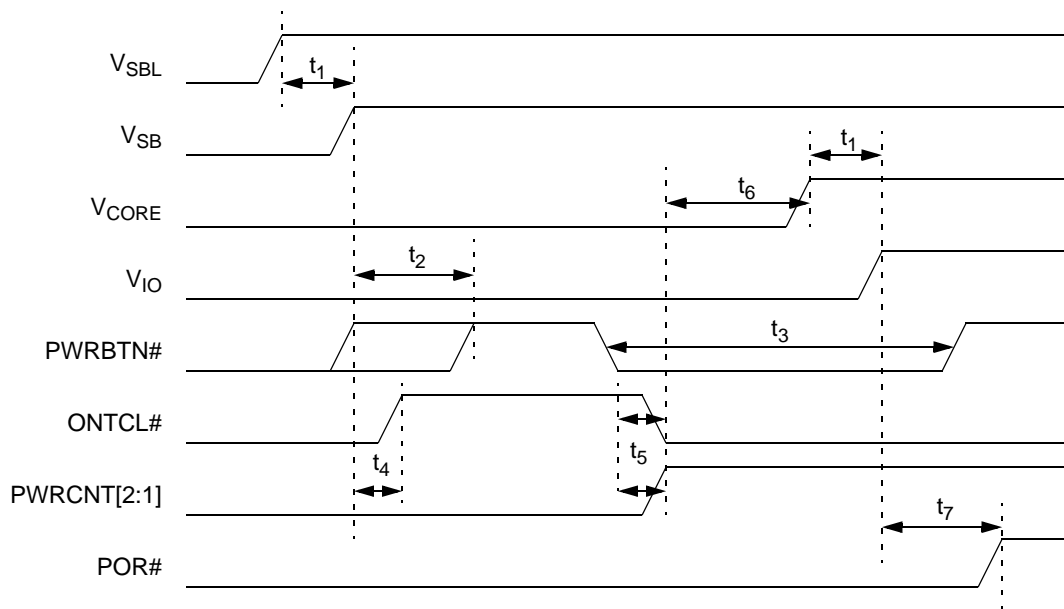 VSBL
t1
VSB
t1
VCORE
t6
VIO
t2
PWRBTN#
t3
ONTCL#
t4
t5
PWRCNT[2:1]
t7
POR#